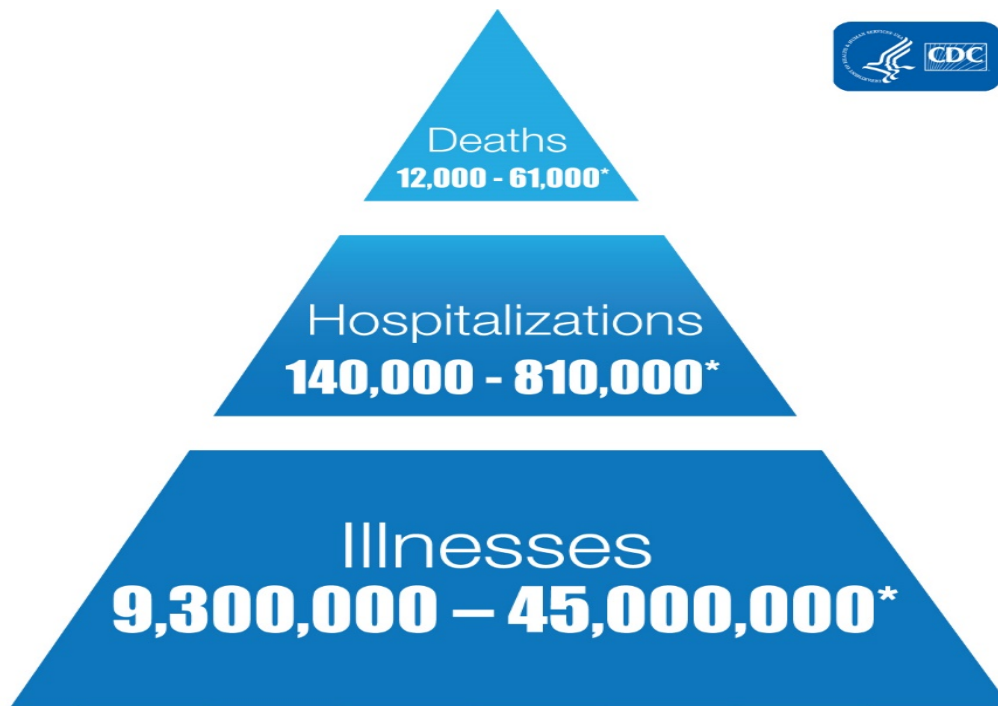 CDC
Deaths
12,000 - 61,000*
Hospitalizations
140,000 - 810,000*
Illnesses
9,300,000 – 45,000,000*